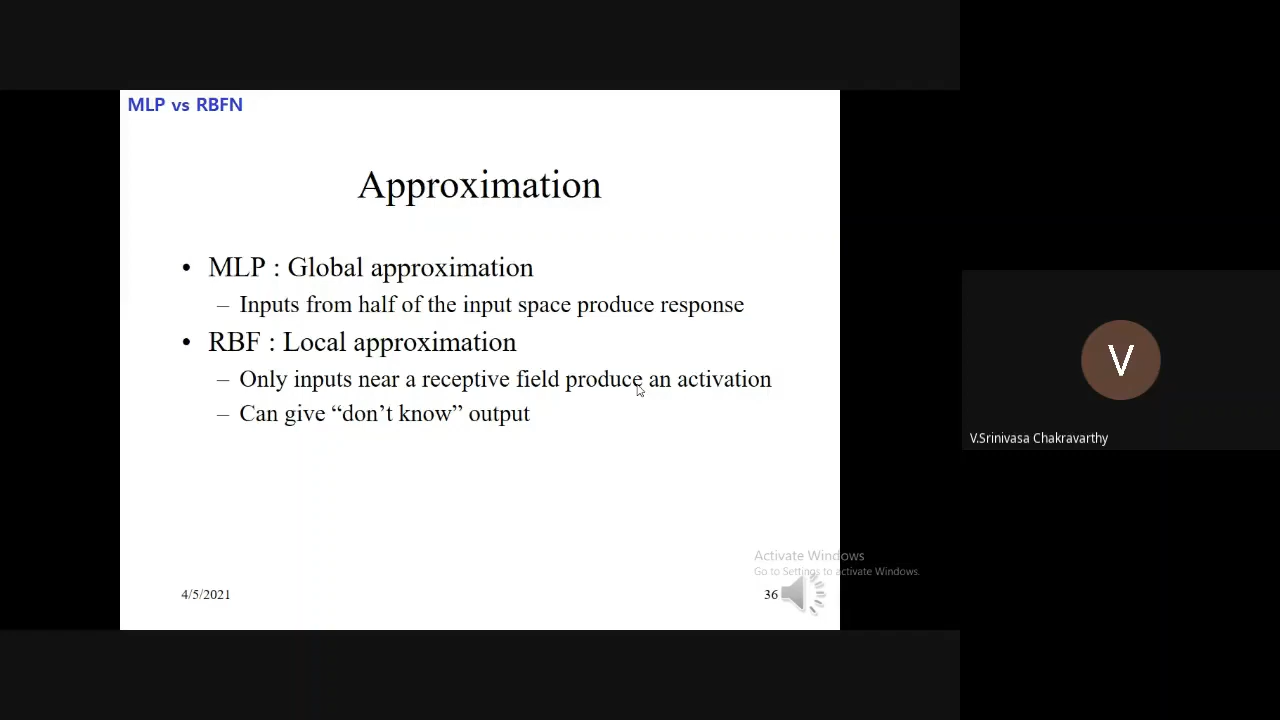 MLP vs RBFN
Approximation
• MLP : Global approximation
– Inputs from half of the input space produce response
• RBF : Local approximation
– Only inputs near a receptive field produce an activation
– Can give “don’t know” output
V
V.Srinivasa Chakravarthy
Activate Windows
Go to Settings to activate Windows.
4/5/2021
36